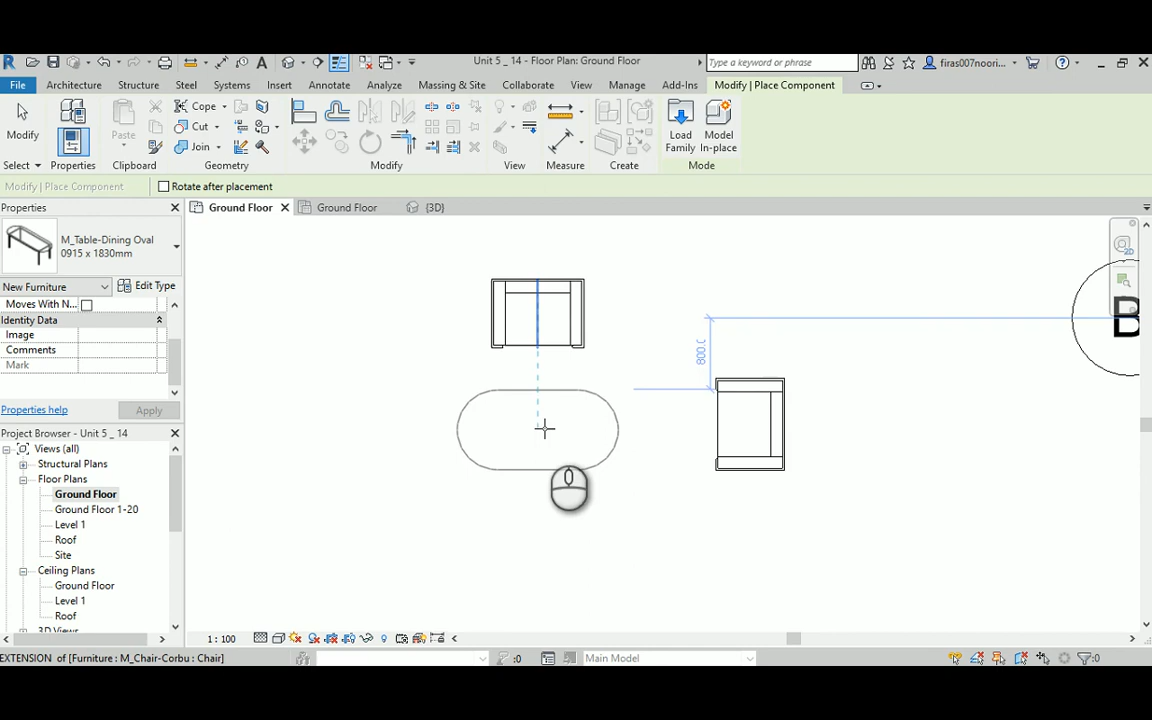 Unit 5 _ 14 - Floor Plan: Ground Floor
Type a keyword or phrase
firas007noori...
File
Architecture
Structure
Steel
Systems
Insert
Annotate
Analyze
Massing & Site
Collaborate
View
Manage
Add-Ins
Modify | Place Component
Modify
Paste
Cope
Cut
Join
Load
Family
Model
In-place
Select
Properties
Clipboard
Geometry
Modify
View
Measure
Create
Mode
Modify | Place Component
Rotate after placement
Properties
Ground Floor
Ground Floor
{3D}
M_Table-Dining Oval
0915 x 1830mm
New Furniture
Edit Type
Moves With N...
Identity Data
Image
Comments
Mark
Properties help
Apply
Project Browser - Unit 5 _ 14
Views (all)
Structural Plans
Floor Plans
Ground Floor
Ground Floor 1-20
Level 1
Roof
Site
Ceiling Plans
Ground Floor
Level 1
Roof
3D Views
2D
B
1 : 100
EXTENSION of [Furniture : M_Chair-Corbu : Chair]
:0
Main Model
:0